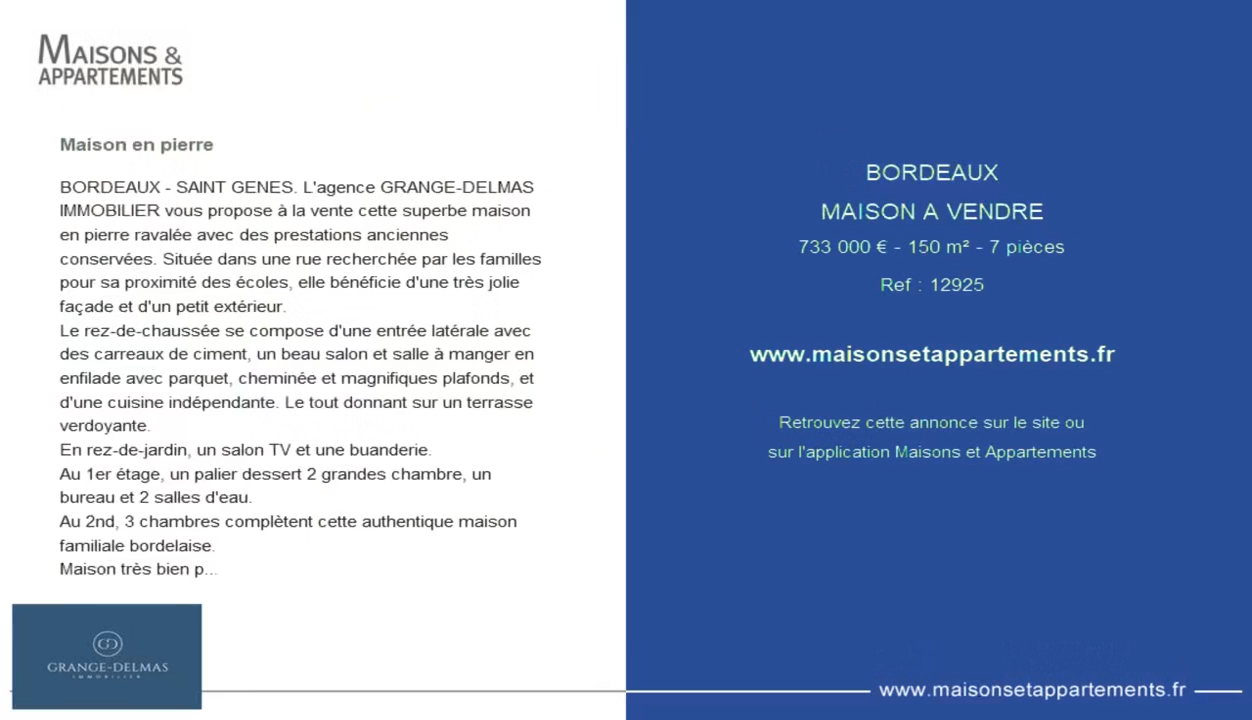 MAISONS &
APPARTEMENTS
Maison en pierre
BORDEAUX - SAINT GENES. L'agence GRANGE-DELMAS
IMMOBILIER vous propose à la vente cette superbe maison
en pierre ravalée avec des prestations anciennes
conservées. Située dans une rue recherchée par les familles
pour sa proximité des écoles, elle bénéficie d'une très jolie
façade et d'un petit extérieur.
Le rez-de-chaussée se compose d'une entrée latérale avec
des carreaux de ciment, un beau salon et salle à manger en
enfilade avec parquet, cheminée et magnifiques plafonds, et
d'une cuisine indépendante. Le tout donnant sur un terrasse
verdoyante.
En rez-de-jardin, un salon TV et une buanderie.
Au 1er étage, un palier dessert 2 grandes chambre, un
bureau et 2 salles d'eau.
Au 2nd, 3 chambres complètent cette authentique maison
familiale bordelaise.
Maison très bien p...
GRANGE-DELMAS
IMMOBILIER
BORDEAUX
MAISON A VENDRE
733 000 € - 150 m² - 7 pièces
Ref : 12925
www.maisonsetappartements.fr
Retrouvez cette annonce sur le site ou
sur l'application Maisons et Appartements
www.maisonsetappartements.fr